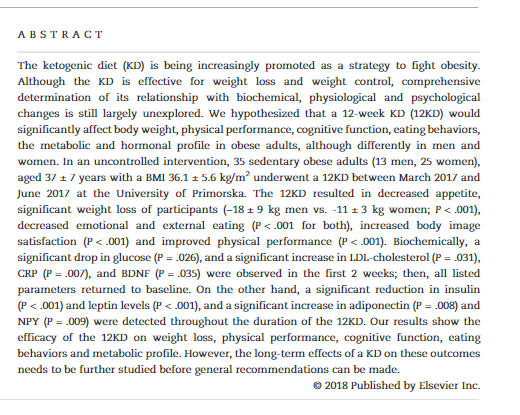 A B S T R A C T
The ketogenic diet (KD) is being increasingly promoted as a strategy to fight obesity.
Although the KD is effective for weight loss and weight control, comprehensive
determination of its relationship with biochemical, physiological and psychological
changes is still largely unexplored. We hypothesized that a 12-week KD (12KD) would
significantly affect body weight, physical performance, cognitive function, eating behaviors,
the metabolic and hormonal profile in obese adults, although differently in men and
women. In an uncontrolled intervention, 35 sedentary obese adults (13 men, 25 women),
aged 37 ± 7 years with a BMI 36.1 ± 5.6 kg/m² underwent a 12KD between March 2017 and
June 2017 at the University of Primorska. The 12KD resulted in decreased appetite,
significant weight loss of participants (–18 ± 9 kg men vs. -11 ± 3 kg women; P < .001),
decreased emotional and external eating (P < .001 for both), increased body image
satisfaction (P < .001) and improved physical performance (P < .001). Biochemically, a
significant drop in glucose (P = .026), and a significant increase in LDL-cholesterol (P = .031),
CRP (P = .007), and BDNF (P = .035) were observed in the first 2 weeks; then, all listed
parameters returned to baseline. On the other hand, a significant reduction in insulin
(P < .001) and leptin levels (P < .001), and a significant increase in adiponectin (P = .008) and
NPY (P = .009) were detected throughout the duration of the 12KD. Our results show the
efficacy of the 12KD on weight loss, physical performance, cognitive function, eating
behaviors and metabolic profile. However, the long-term effects of a KD on these outcomes
needs to be further studied before general recommendations can be made.
© 2018 Published by Elsevier Inc.